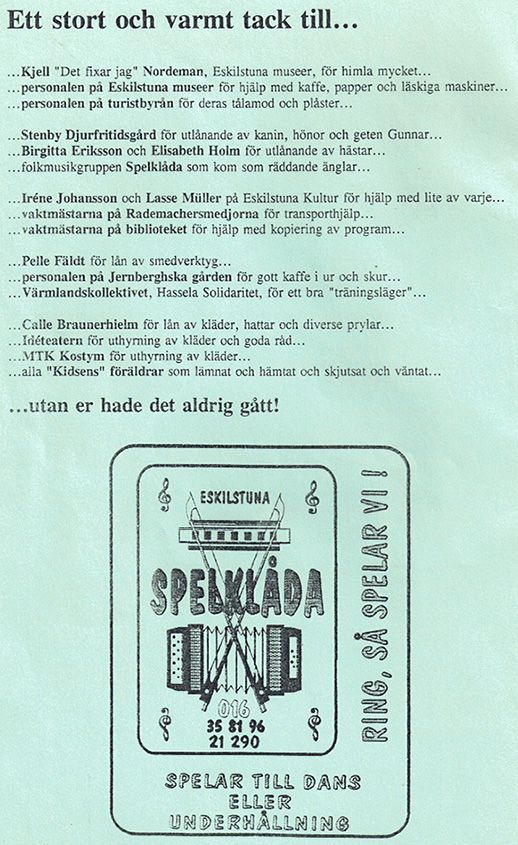 Ett stort och varmt tack till...
...Kjell "Det fixar jag" Nordeman, Eskilstuna museer, för himla mycket...
...personalen på Eskilstuna museer för hjälp med kaffe, papper och läskiga maskiner...
...personalen på turistbyrån för deras tålamod och plåster...
...Stenby Djurfritidsgård för utlånande av kanin, hönor och geten Gunnar...
...Birgitta Eriksson och Elisabeth Holm för utlånande av hästar...
...folkmusikgruppen Spelklåda som kom som räddande änglar...
...Iréne Johansson och Lasse Müller på Eskilstuna Kultur för hjälp med lite av varje...
...vaktmästarna på Rademachersmedjorna för transporthjälp...
...vaktmästarna på biblioteket för hjälp med kopiering av program...
...Pelle Fäldt för lån av smedverktyg...
...personalen på Jernberghska gården för gott kaffe i ur och skur...
...Värmlandskollektivet, Hassela Solidaritet, för ett bra "träningsläger"...
...Calle Braunerhielm för lån av kläder, hattar och diverse prylar...
...Idéteatern för uthyrning av kläder och goda råd...
...MTK Kostym för uthyrning av kläder...
...alla "Kidsens" föräldrar som lämnat och hämtat och skjutsat och väntat...
...utan er hade det aldrig gått!
ESKILSTUNA
SPELKLÅDA
016
35 81 96
21 290
RING, SÅ SPELAR VI !
SPELAR TILL DANS
ELLER
UNDERHÅLLNING